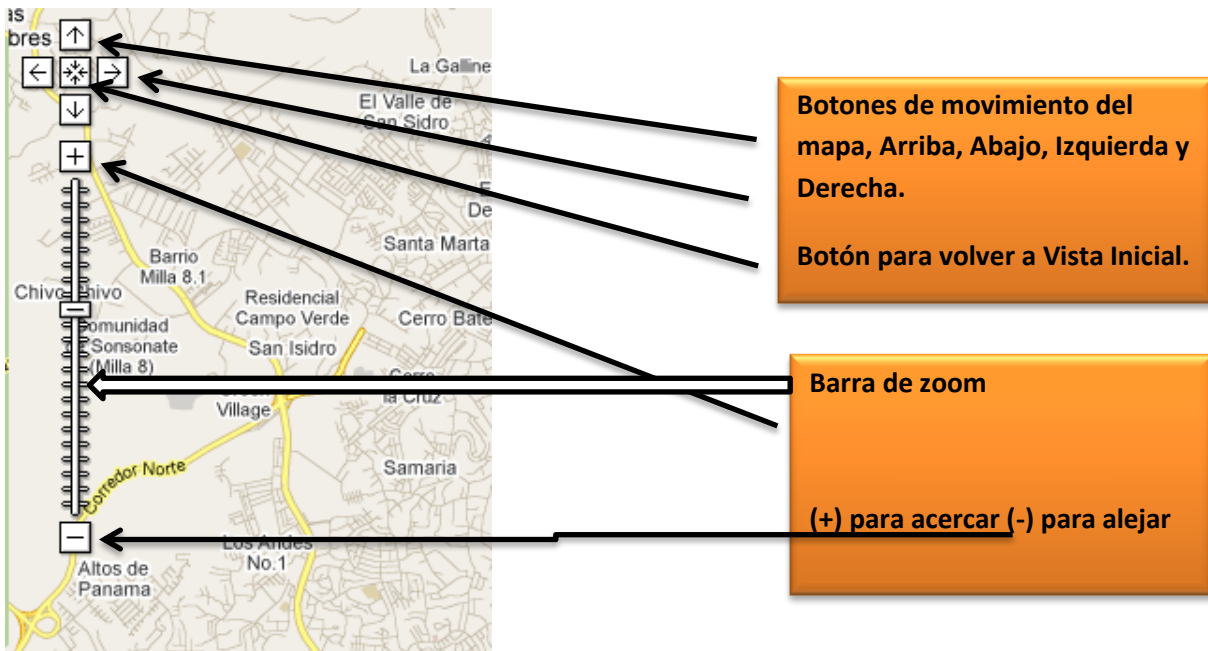 as
bres
La Galline
El Valle de
San Sidro
Santa Marta
Barrio
Milla 8.1
Chivo Chivo
Residencial
Campo Verde
Cerro Bate
Comunidad
de Sonsonate
(Milla 8)
San Isidro
Cerro
la Cruz
Green
Village
Corredor Norte
Samaria
Los Andes
No.1
Altos de
Panama
Botones de movimiento del
mapa, Arriba, Abajo, Izquierda y
Derecha.
Botón para volver a Vista Inicial.
Barra de zoom
(+) para acercar (-) para alejar